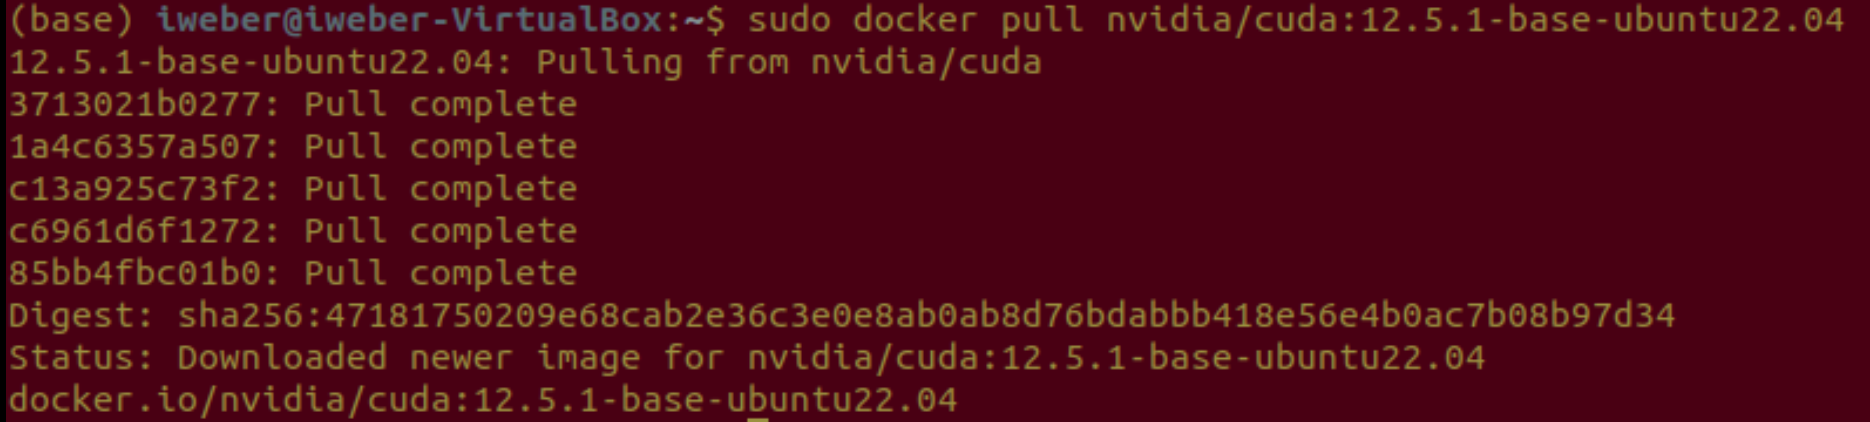 (base) iweber@iweber-VirtualBox:~$ sudo docker pull nvidia/cuda:12.5.1-base-ubuntu22.04
12.5.1-base-ubuntu22.04: Pulling from nvidia/cuda
3713021b0277: Pull complete
1a4c6357a507: Pull complete
c13a925c73f2: Pull complete
c6961d6f1272: Pull complete
85bb4fbc01b0: Pull complete
Digest: sha256:47181750209e68cab2e36c3e0e8ab0ab8d76bdabbb418e56e4b0ac7b08b97d34
Status: Downloaded newer image for nvidia/cuda:12.5.1-base-ubuntu22.04
docker.io/nvidia/cuda:12.5.1-base-ubuntu22.04